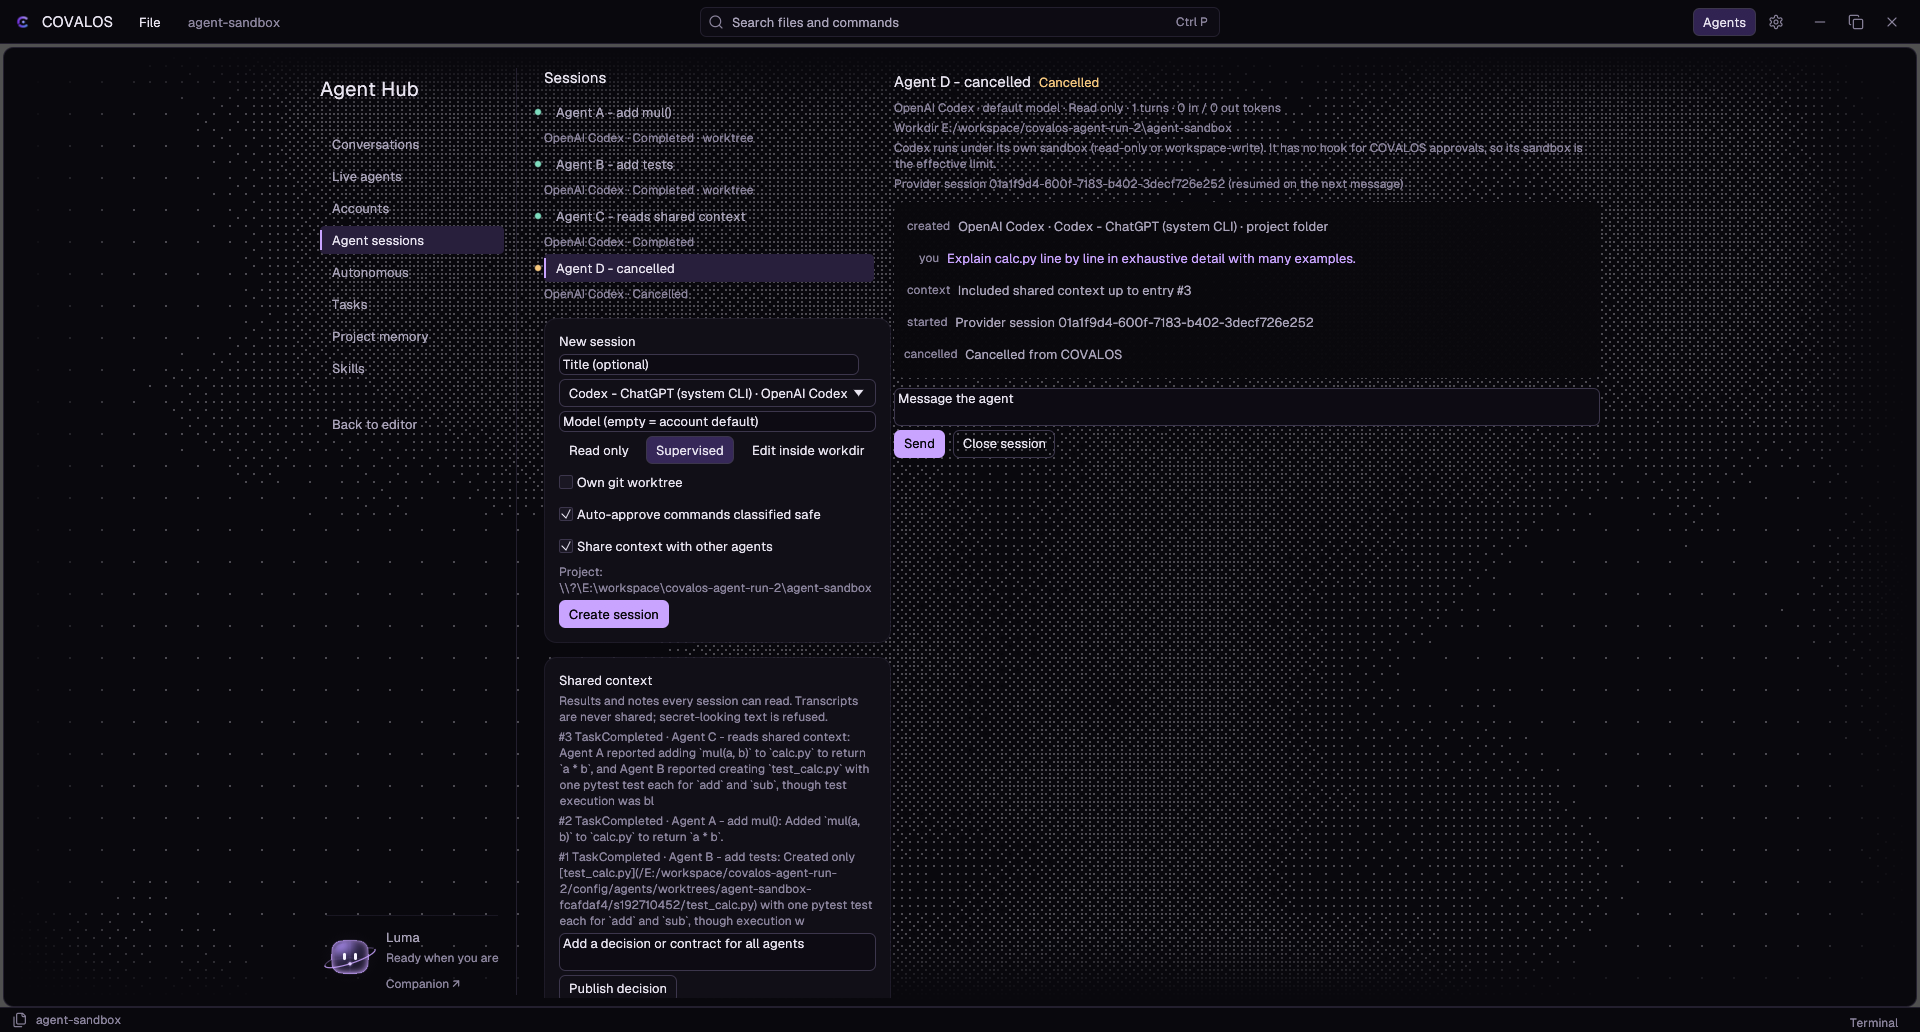 COVALOS File agent-sandbox Search files and commands Ctrl P Agents
Agent Hub
Conversations
Live agents
Accounts
Agent sessions
Autonomous
Tasks
Project memory
Skills
Back to editor
Luma
Ready when you are
Companion ↗
Sessions
Agent A - add mul()
OpenAI Codex · Completed · worktree
Agent B - add tests
OpenAI Codex · Completed · worktree
Agent C - reads shared context
OpenAI Codex · Completed
Agent D - cancelled
OpenAI Codex · Cancelled
New session
Title (optional)
Codex - ChatGPT (system CLI) · OpenAI Codex
Model (empty = account default)
Read only Supervised Edit inside workdir
Own git worktree
Auto-approve commands classified safe
Share context with other agents
Project:
\\?\E:\workspace\covalos-agent-run-2\agent-sandbox
Create session
Shared context
Results and notes every session can read. Transcripts
are never shared; secret-looking text is refused.
#3 TaskCompleted · Agent C - reads shared context:
Agent A reported adding `mul(a, b)` to `calc.py` to return
`a * b`, and Agent B reported creating `test_calc.py` with
one pytest test each for `add` and `sub`, though test
execution was bl
#2 TaskCompleted · Agent A - add mul(): Added `mul(a,
b)` to `calc.py` to return `a * b`.
#1 TaskCompleted · Agent B - add tests: Created only
[test_calc.py](/E:/workspace/covalos-agent-run-
2/config/agents/worktrees/agent-sandbox-
fcafdaf4/s192710452/test_calc.py) with one pytest test
each for `add` and `sub`, though execution w
Add a decision or contract for all agents
Publish decision
Agent D - cancelled Cancelled
OpenAI Codex · default model · Read only · 1 turns · 0 in / 0 out tokens
Workdir E:/workspace/covalos-agent-run-2\agent-sandbox
Codex runs under its own sandbox (read-only or workspace-write). It has no hook for COVALOS approvals, so its sandbox is
the effective limit.
Provider session 01a1f9d4-600f-7183-b402-3decf726e252 (resumed on the next message)
created OpenAI Codex · Codex - ChatGPT (system CLI) · project folder
you Explain calc.py line by line in exhaustive detail with many examples.
context Included shared context up to entry #3
started Provider session 01a1f9d4-600f-7183-b402-3decf726e252
cancelled Cancelled from COVALOS
Message the agent
Send Close session
agent-sandbox Terminal